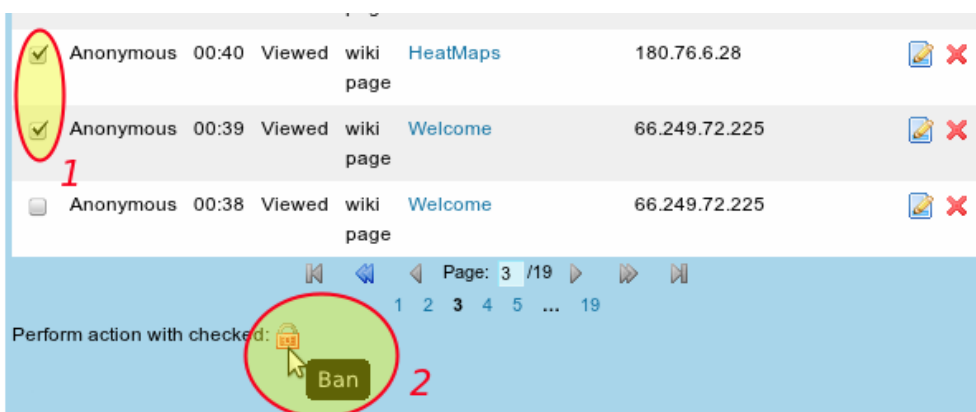 Anonymous 00:40 Viewed wiki HeatMaps 180.76.6.28
page
Anonymous 00:39 Viewed wiki Welcome 66.249.72.225
page
1
Anonymous 00:38 Viewed wiki Welcome 66.249.72.225
page
Page: 3 /19
1 2 3 4 5 ... 19
Perform action with checked:
Ban
2